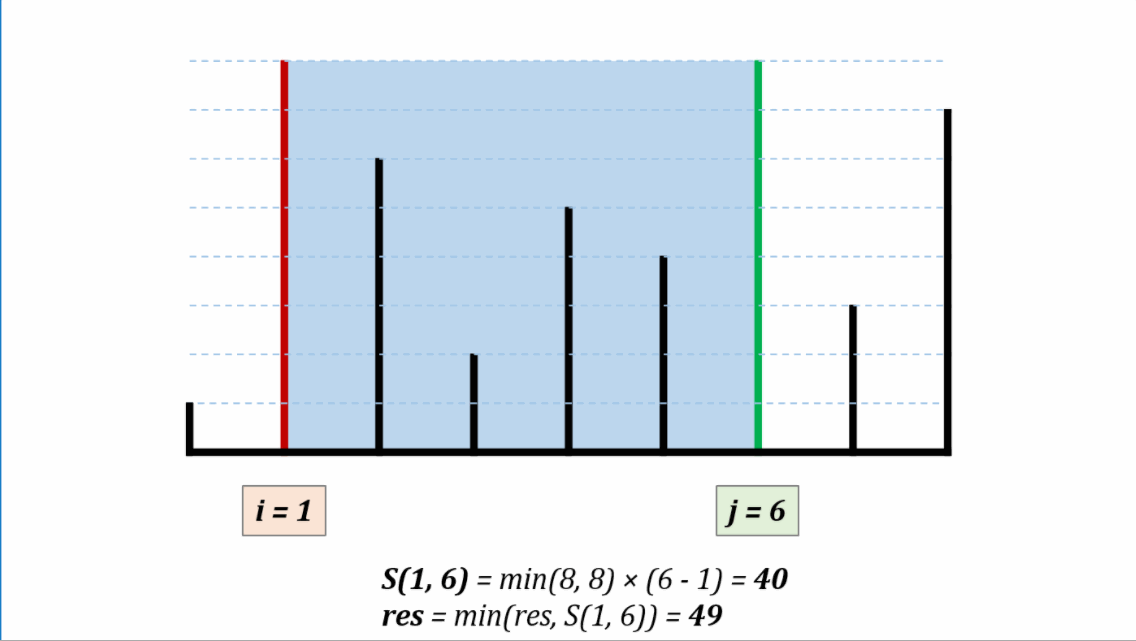 i = 1
j = 6
S(1, 6) = min(8, 8) × (6 - 1) = 40
res = min(res, S(1, 6)) = 49